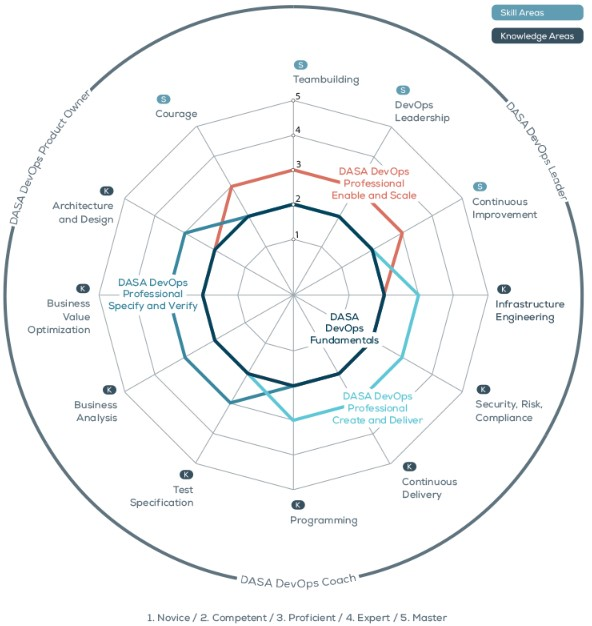 Skill Areas
Knowledge Areas
S
Teambuilding
S
DevOps
Leadership
S
Courage
5
4
3
2
1
DASA DevOps Product Owner
DASA DevOps Leader
DASA DevOps
Professional
Enable and Scale
S
Continuous
Improvement
K
Architecture
and Design
K
Business
Value
Optimization
DASA DevOps
Professional
Specify and Verify
K
Infrastructure
Engineering
DASA
DevOps
Fundamentals
K
Business
Analysis
K
Security, Risk,
Compliance
DASA DevOps
Professional
Create and Deliver
K
Test
Specification
K
Continuous
Delivery
K
Programming
DASA DevOps Coach
1. Novice / 2. Competent / 3. Proficient / 4. Expert / 5. Master